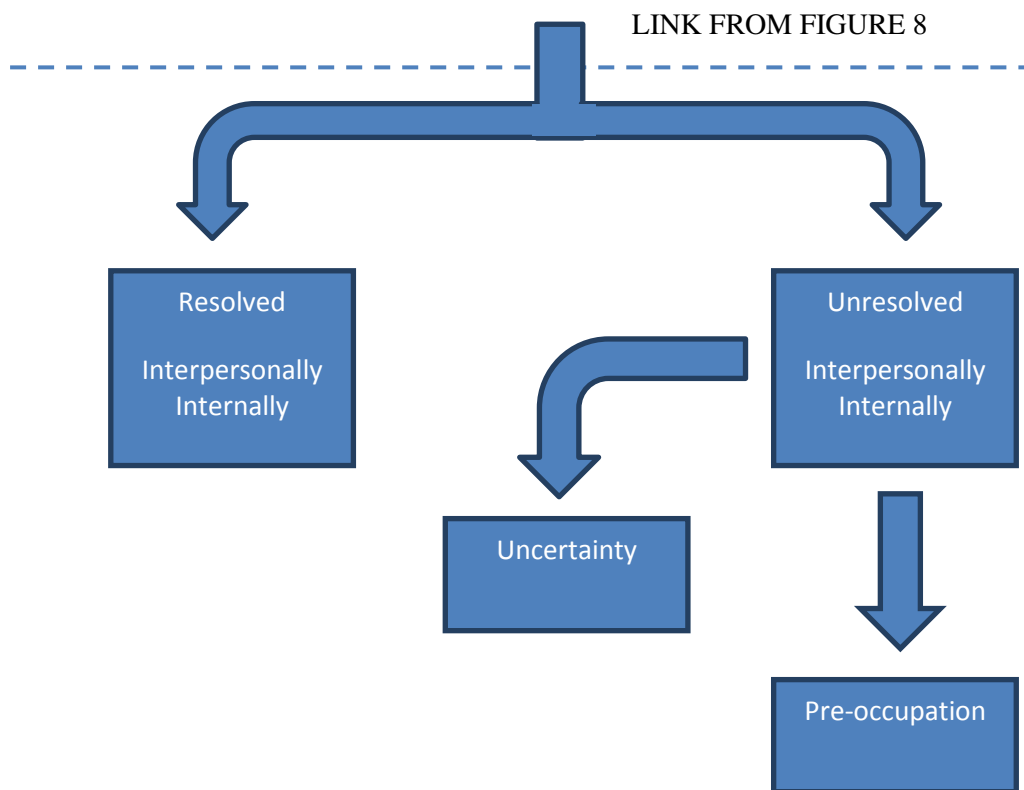 LINK FROM FIGURE 8
Resolved
Interpersonally
Internally
Unresolved
Interpersonally
Internally
Uncertainty
Pre-occupation